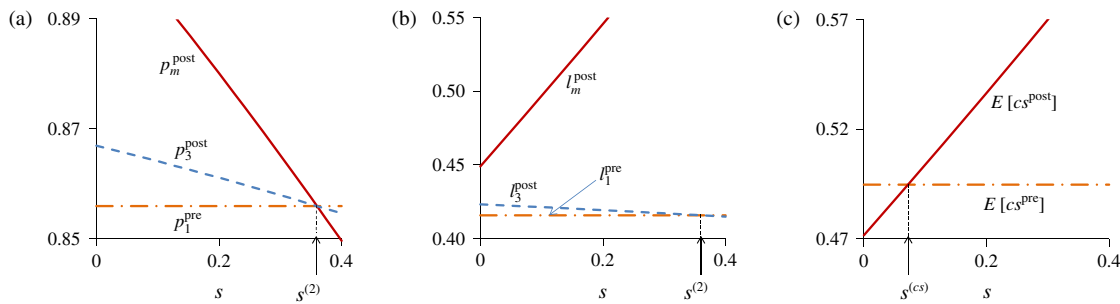 (a)
0.89
0.87
0.85
p_m^post
p_3^post
p_1^pre
0
0.2
0.4
s
s^(2)
(b)
0.55
0.50
0.45
0.40
l_m^post
l_3^post
l_1^pre
0
0.2
0.4
s
s^(2)
(c)
0.57
0.52
0.47
E [cs^post]
E [cs^pre]
0
0.2
0.4
s^(cs)
s